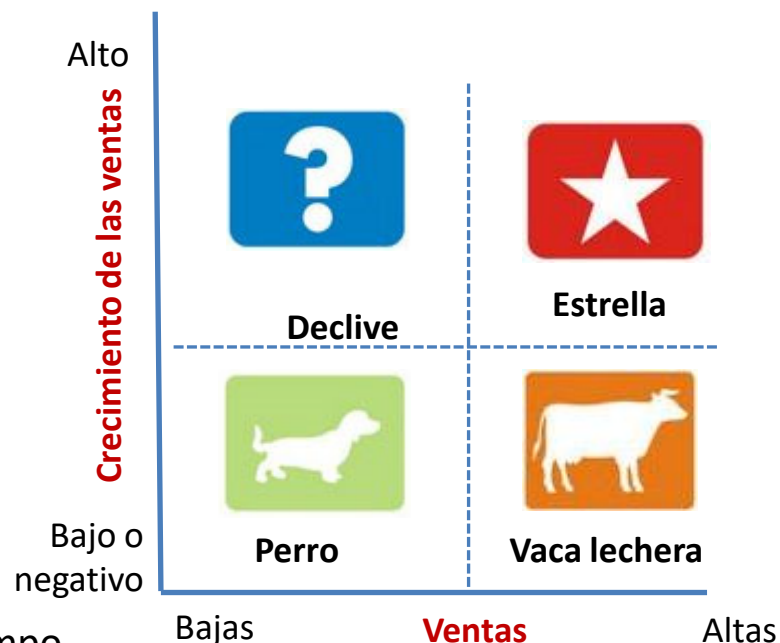 Alto
Crecimiento de las ventas
?
Declive
Estrella
Bajo o
negativo
Perro
Vaca lechera
Bajas
Ventas
Altas